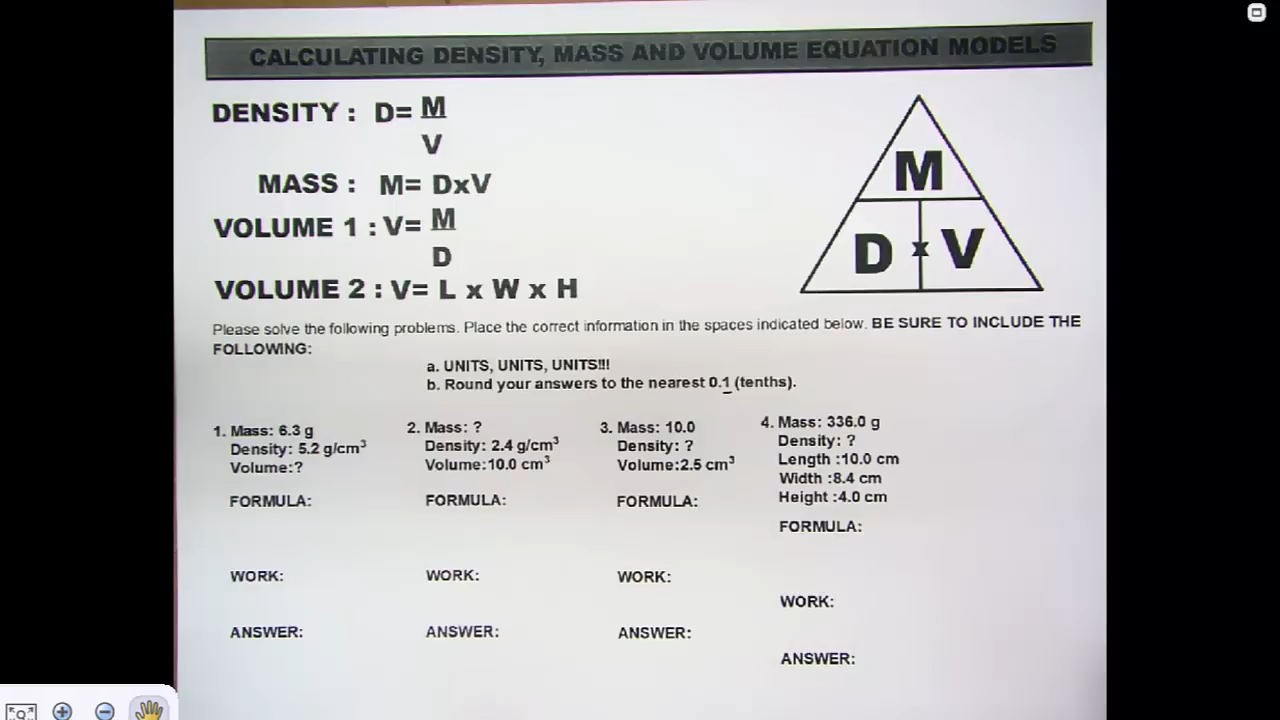 CALCULATING DENSITY, MASS AND VOLUME EQUATION MODELS
DENSITY : D= M
V
MASS : M= DxV
VOLUME 1 : V= M
D
VOLUME 2 : V= L x W x H
M
D x V
Please solve the following problems. Place the correct information in the spaces indicated below. BE SURE TO INCLUDE THE
FOLLOWING:
a. UNITS, UNITS, UNITS!!!
b. Round your answers to the nearest 0.1 (tenths).
1. Mass: 6.3 g
Density: 5.2 g/cm³
Volume:?
FORMULA:
WORK:
ANSWER:
2. Mass: ?
Density: 2.4 g/cm³
Volume:10.0 cm³
FORMULA:
WORK:
ANSWER:
3. Mass: 10.0
Density: ?
Volume:2.5 cm³
FORMULA:
WORK:
ANSWER:
4. Mass: 336.0 g
Density: ?
Length :10.0 cm
Width :8.4 cm
Height :4.0 cm
FORMULA:
WORK:
ANSWER: